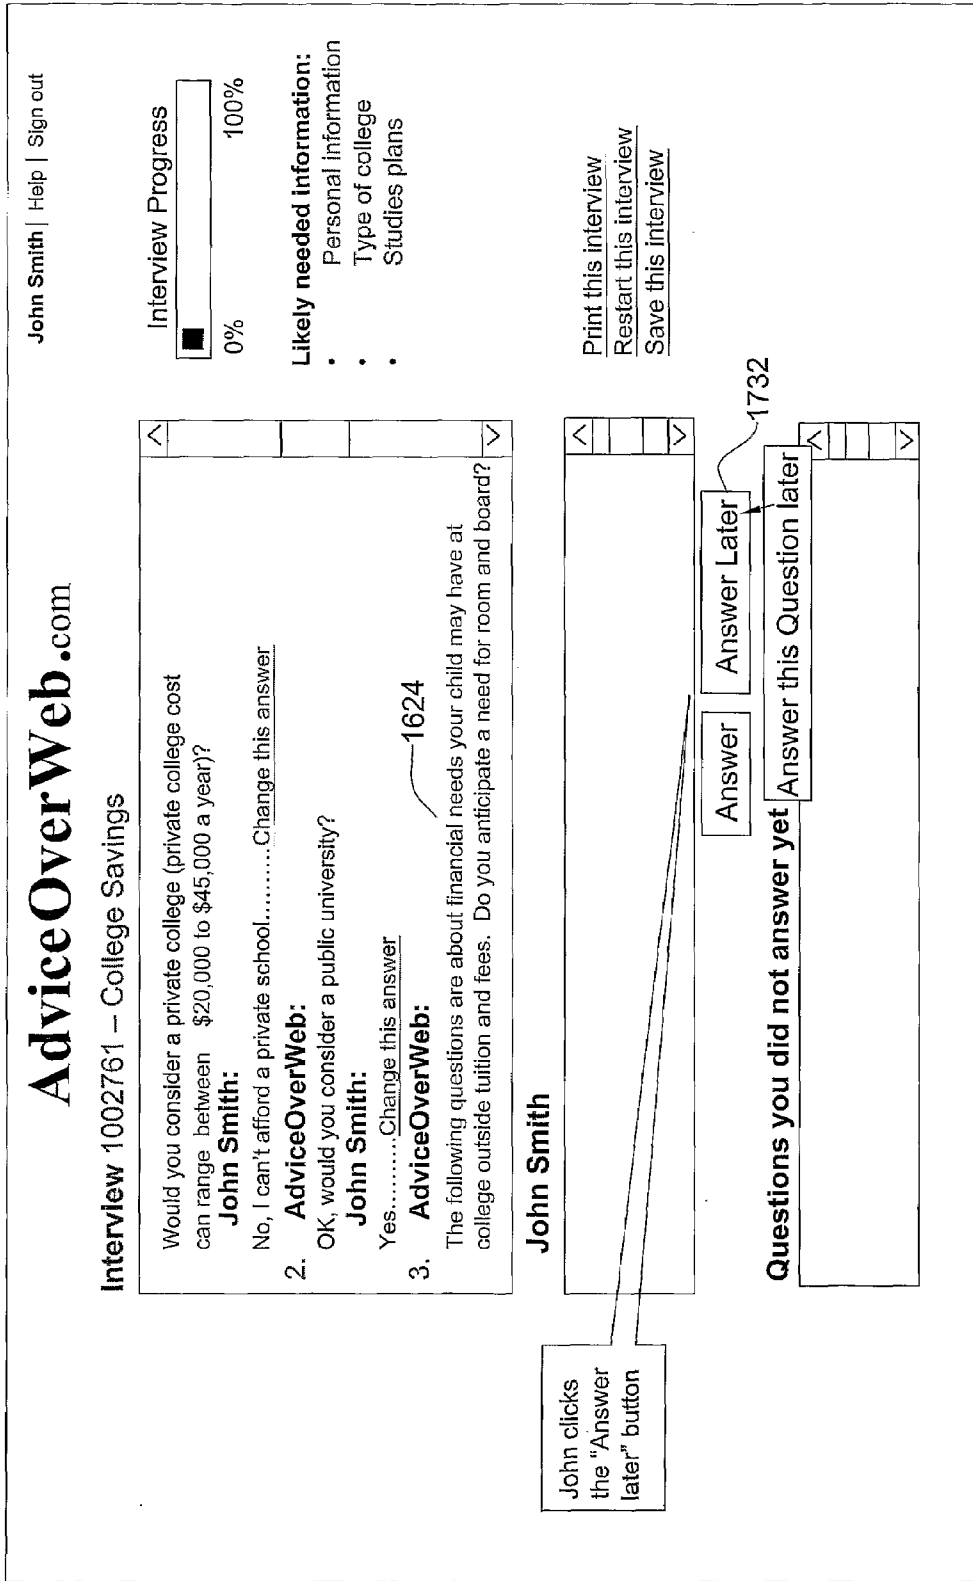 John Smith | Help | Sign out
AdviceOverWeb.com
Interview 1002761 – College Savings
Interview Progress
0% 100%
Likely needed information:
• Personal information
• Type of college
• Studies plans
Would you consider a private college (private college cost
can range between $20,000 to $45,000 a year)?
John Smith:
No, I can't afford a private school..........Change this answer
2. AdviceOverWeb:
OK, would you consider a public university?
John Smith:
Yes..........Change this answer
3. AdviceOverWeb:
1624
The following questions are about financial needs your child may have at
college outside tuition and fees. Do you anticipate a need for room and board?
John Smith
Print this interview
Restart this interview
Save this interview
John clicks
the “Answer
later” button
Answer
Answer Later
1732
Answer this Question later
Questions you did not answer yet